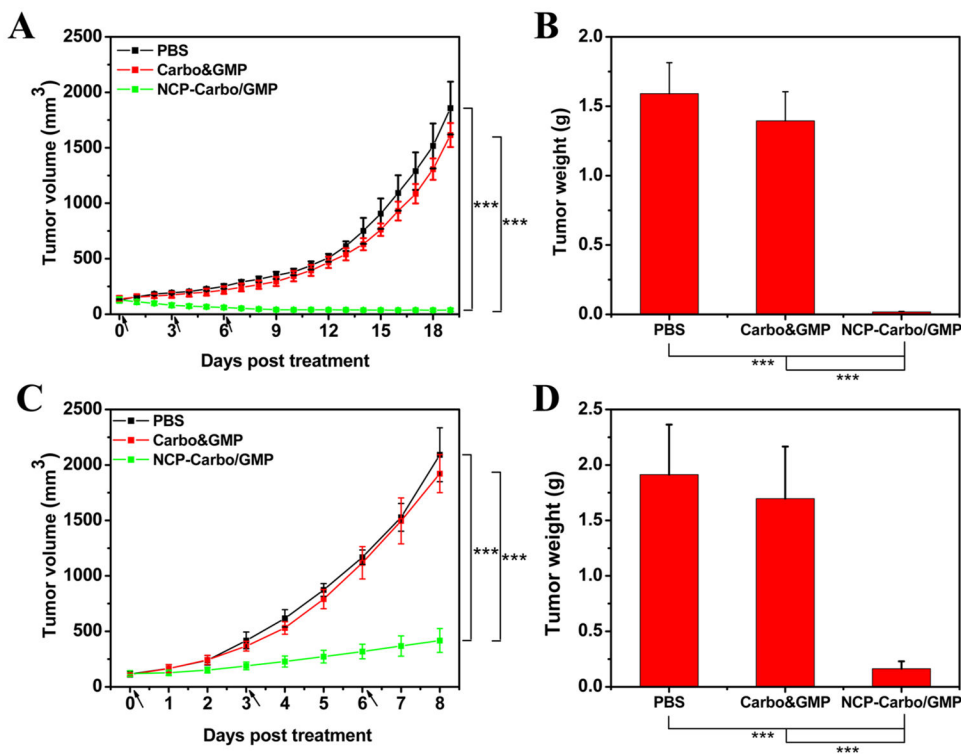 A
2500
2000
1500
1000
500
0
Tumor volume (mm³)
PBS
Carbo&GMP
NCP-Carbo/GMP
***
***
0 3 6 9 12 15 18
Days post treatment
B
2.0
1.5
1.0
0.5
0.0
Tumor weight (g)
PBS Carbo&GMP NCP-Carbo/GMP
***
***
C
2500
2000
1500
1000
500
0
Tumor volume (mm³)
PBS
Carbo&GMP
NCP-Carbo/GMP
***
***
0 1 2 3 4 5 6 7 8
Days post treatment
D
2.5
2.0
1.5
1.0
0.5
0.0
Tumor weight (g)
PBS Carbo&GMP NCP-Carbo/GMP
***
***